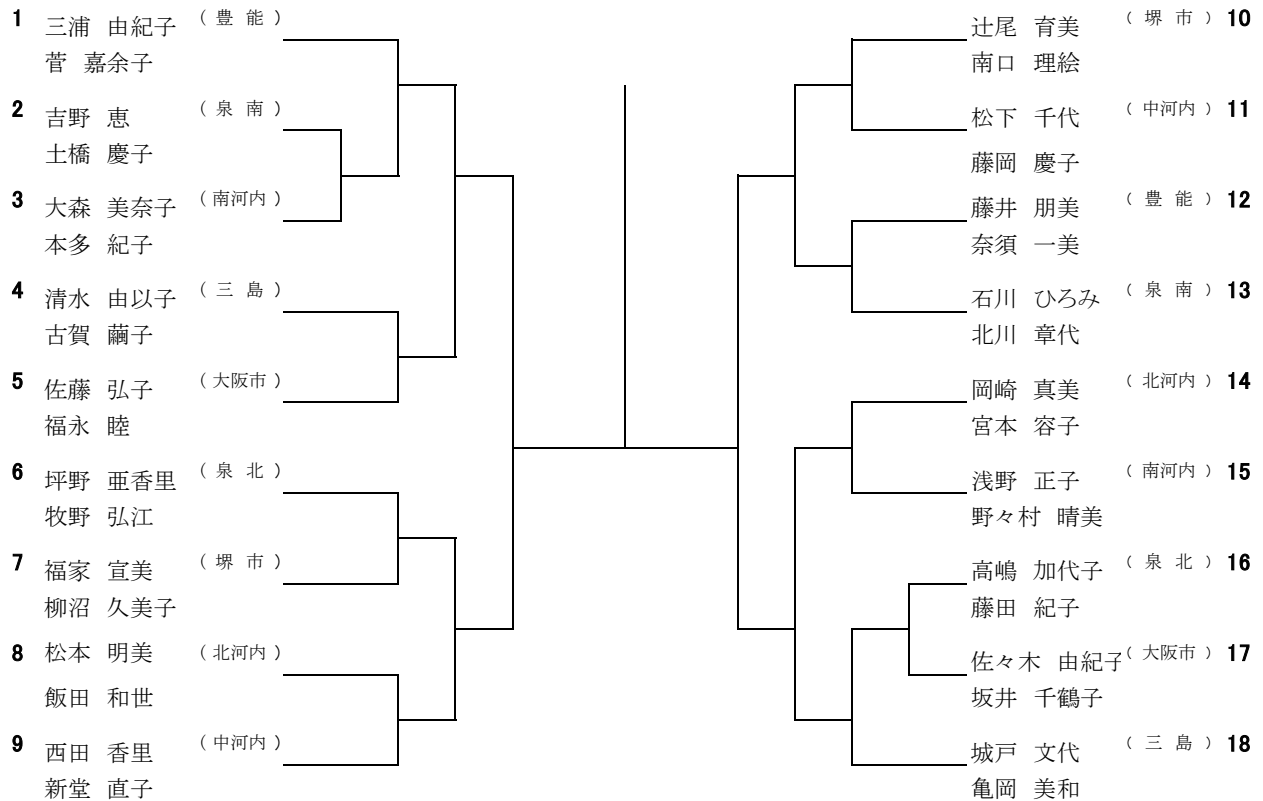 1 三浦 由紀子 （ 豊 能 ）
菅 嘉余子
2 吉野 恵 （ 泉 南 ）
土橋 慶子
3 大森 美奈子 （ 南河内 ）
本多 紀子
4 清水 由以子 （ 三 島 ）
古賀 繭子
5 佐藤 弘子 （ 大阪市 ）
福永 睦
6 坪野 亜香里 （ 泉 北 ）
牧野 弘江
7 福家 宣美 （ 堺 市 ）
柳沼 久美子
8 松本 明美 （ 北河内 ）
飯田 和世
9 西田 香里 （ 中河内 ）
新堂 直子
辻尾 育美 （ 堺 市 ） 10
南口 理絵
松下 千代 （ 中河内 ） 11
藤岡 慶子
藤井 朋美 （ 豊 能 ） 12
奈須 一美
石川 ひろみ （ 泉 南 ） 13
北川 章代
岡崎 真美 （ 北河内 ） 14
宮本 容子
浅野 正子 （ 南河内 ） 15
野々村 晴美
高嶋 加代子 （ 泉 北 ） 16
藤田 紀子
佐々木 由紀子 （ 大阪市 ） 17
坂井 千鶴子
城戸 文代 （ 三 島 ） 18
亀岡 美和